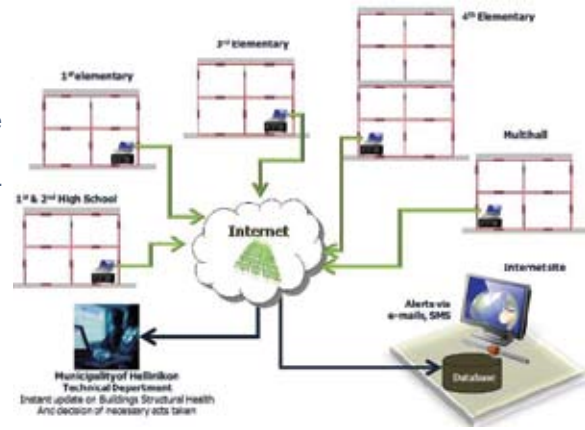 4th Elementary
3rd Elementary
1st elementary
Multihall
1st & 2nd High School
Internet
Internet site
Alerts via
e-mails, SMS
Database
Municipality of Hellinikon
Technical Department
Instant update on Buildings Structural Health
And decision of necessary acts taken